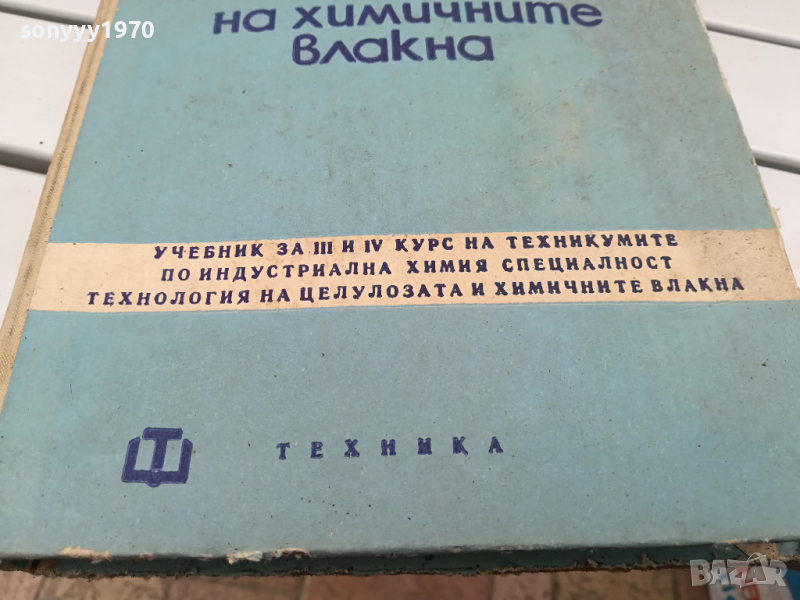 sonyyy1970
на химичните
влакна
УЧЕБНИК ЗА III И IV КУРС НА ТЕХНИКУМИТЕ
ПО ИНДУСТРИАЛНА ХИМИЯ СПЕЦИАЛНОСТ
ТЕХНОЛОГИЯ НА ЦЕЛУЛОЗАТА И ХИМИЧНИТЕ ВЛАКНА
Т
ТЕХНИКА
BAZAR